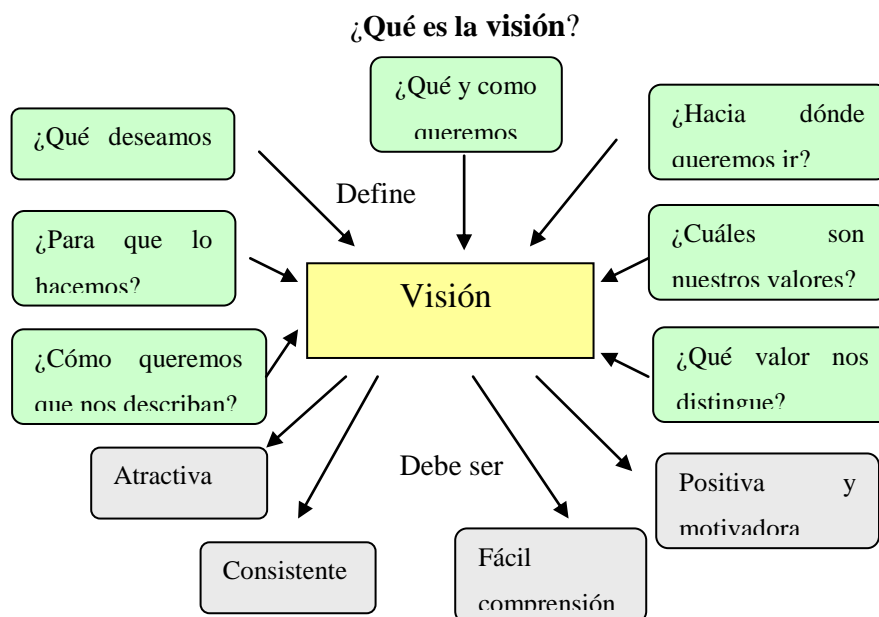 ¿Qué es la visión?
¿Qué y como
queremos
¿Qué deseamos
¿Hacia dónde
queremos ir?
Define
¿Para que lo
hacemos?
¿Cuáles son
nuestros valores?
Visión
¿Cómo queremos
que nos describan?
¿Qué valor nos
distingue?
Atractiva
Debe ser
Positiva y
motivadora
Consistente
Fácil
comprensión